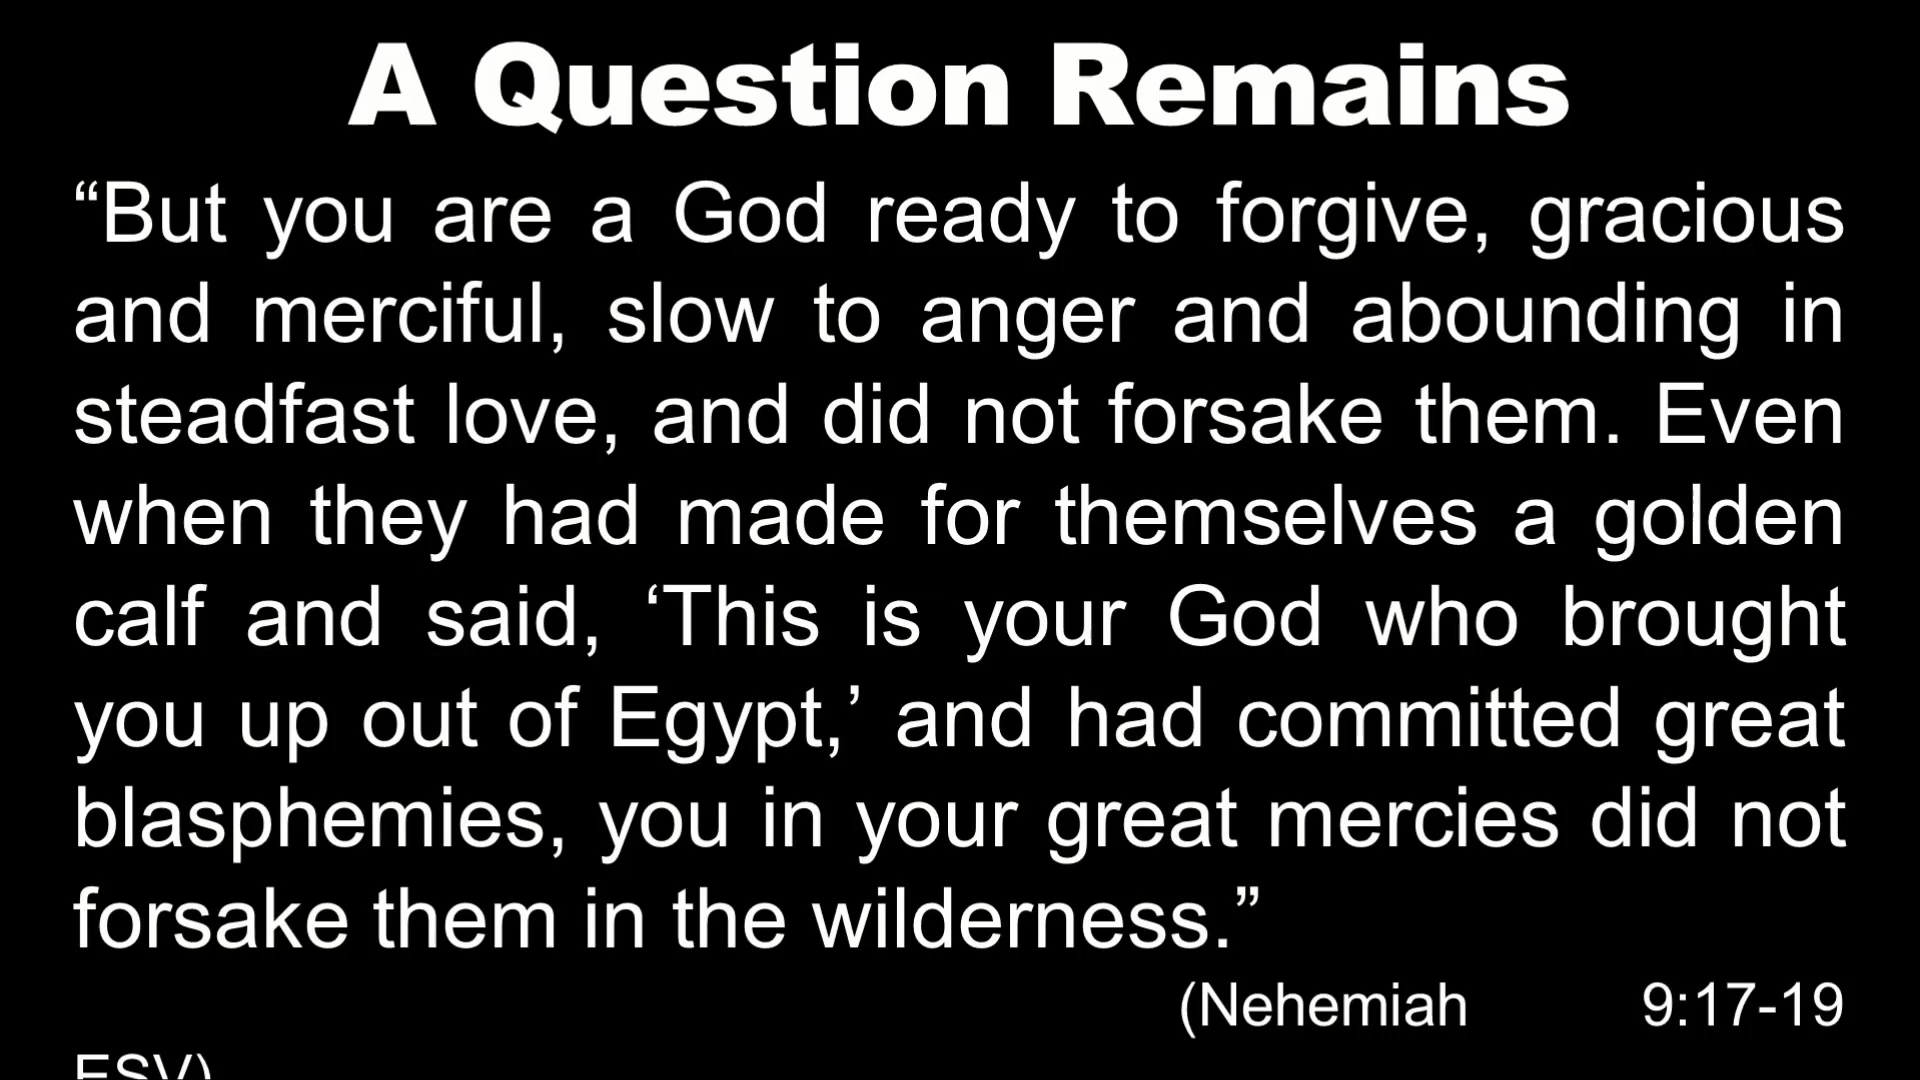 A Question Remains
“But you are a God ready to forgive, gracious
and merciful, slow to anger and abounding in
steadfast love, and did not forsake them. Even
when they had made for themselves a golden
calf and said, ‘This is your God who brought
you up out of Egypt,’ and had committed great
blasphemies, you in your great mercies did not
forsake them in the wilderness.”
(Nehemiah 9:17-19
ESV)